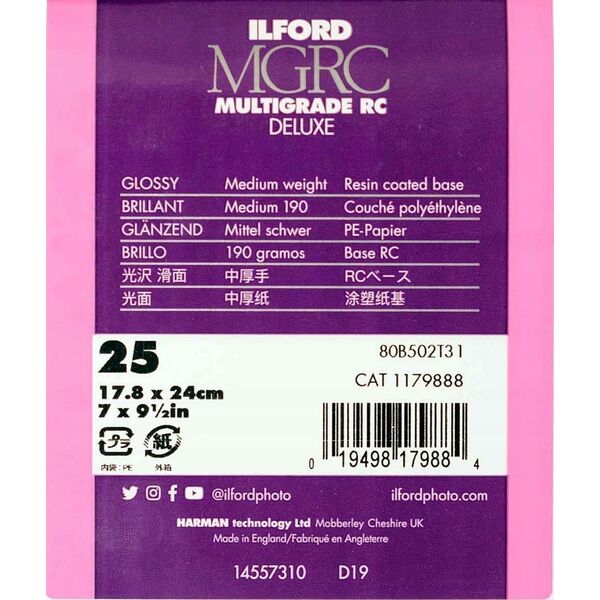 ILFORD
MGRC
MULTIGRADE RC
DELUXE
GLOSSY Medium weight Resin coated base
BRILLANT Medium 190 Couché polyéthylène
GLÄNZEND Mittel schwer PE-Papier
BRILLO 190 gramos Base RC
光沢 滑面 中厚手 RCベース
光面 中厚纸 涂塑纸基
25
80B502T31
17.8 x 24cm
CAT 1179888
7 x 9½in
プラ 紙
内袋:PE 外箱
0 19498 17988 4
@ilfordphoto ilfordphoto.com
HARMAN technology Ltd Mobberley Cheshire UK
Made in England/Fabriqué en Angleterre
14557310 D19